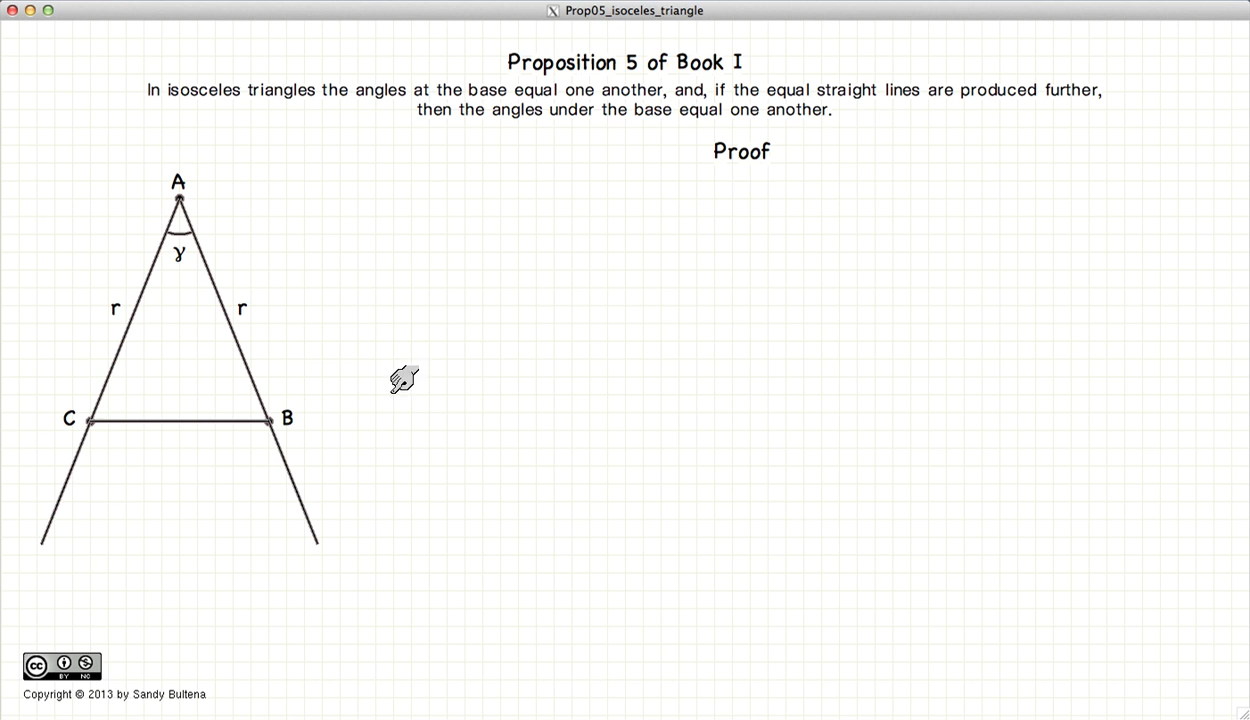 Prop05_isoceles_triangle
Proposition 5 of Book I
In isosceles triangles the angles at the base equal one another, and, if the equal straight lines are produced further,
then the angles under the base equal one another.
Proof
A
γ
r r
C B
cc BY NC
Copyright © 2013 by Sandy Bultena